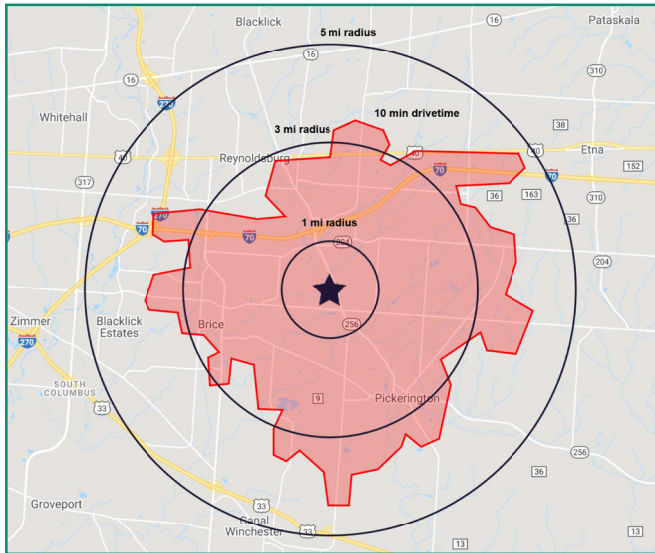 Blacklick
Pataskala
5 mi radius
16
310
16
270
Whitehall
10 min drivetime
38
3 mi radius
40
Reynoldsburg
40
40
Etna
152
317
70
70
36
163
310
270
36
1 mi radius
70
70
204
204
Zimmer
Blacklick
Estates
Brice
256
270
SOUTH
COLUMBUS
33
9
Pickerington
256
36
33
Groveport
Canal
Winchester
33
13
13